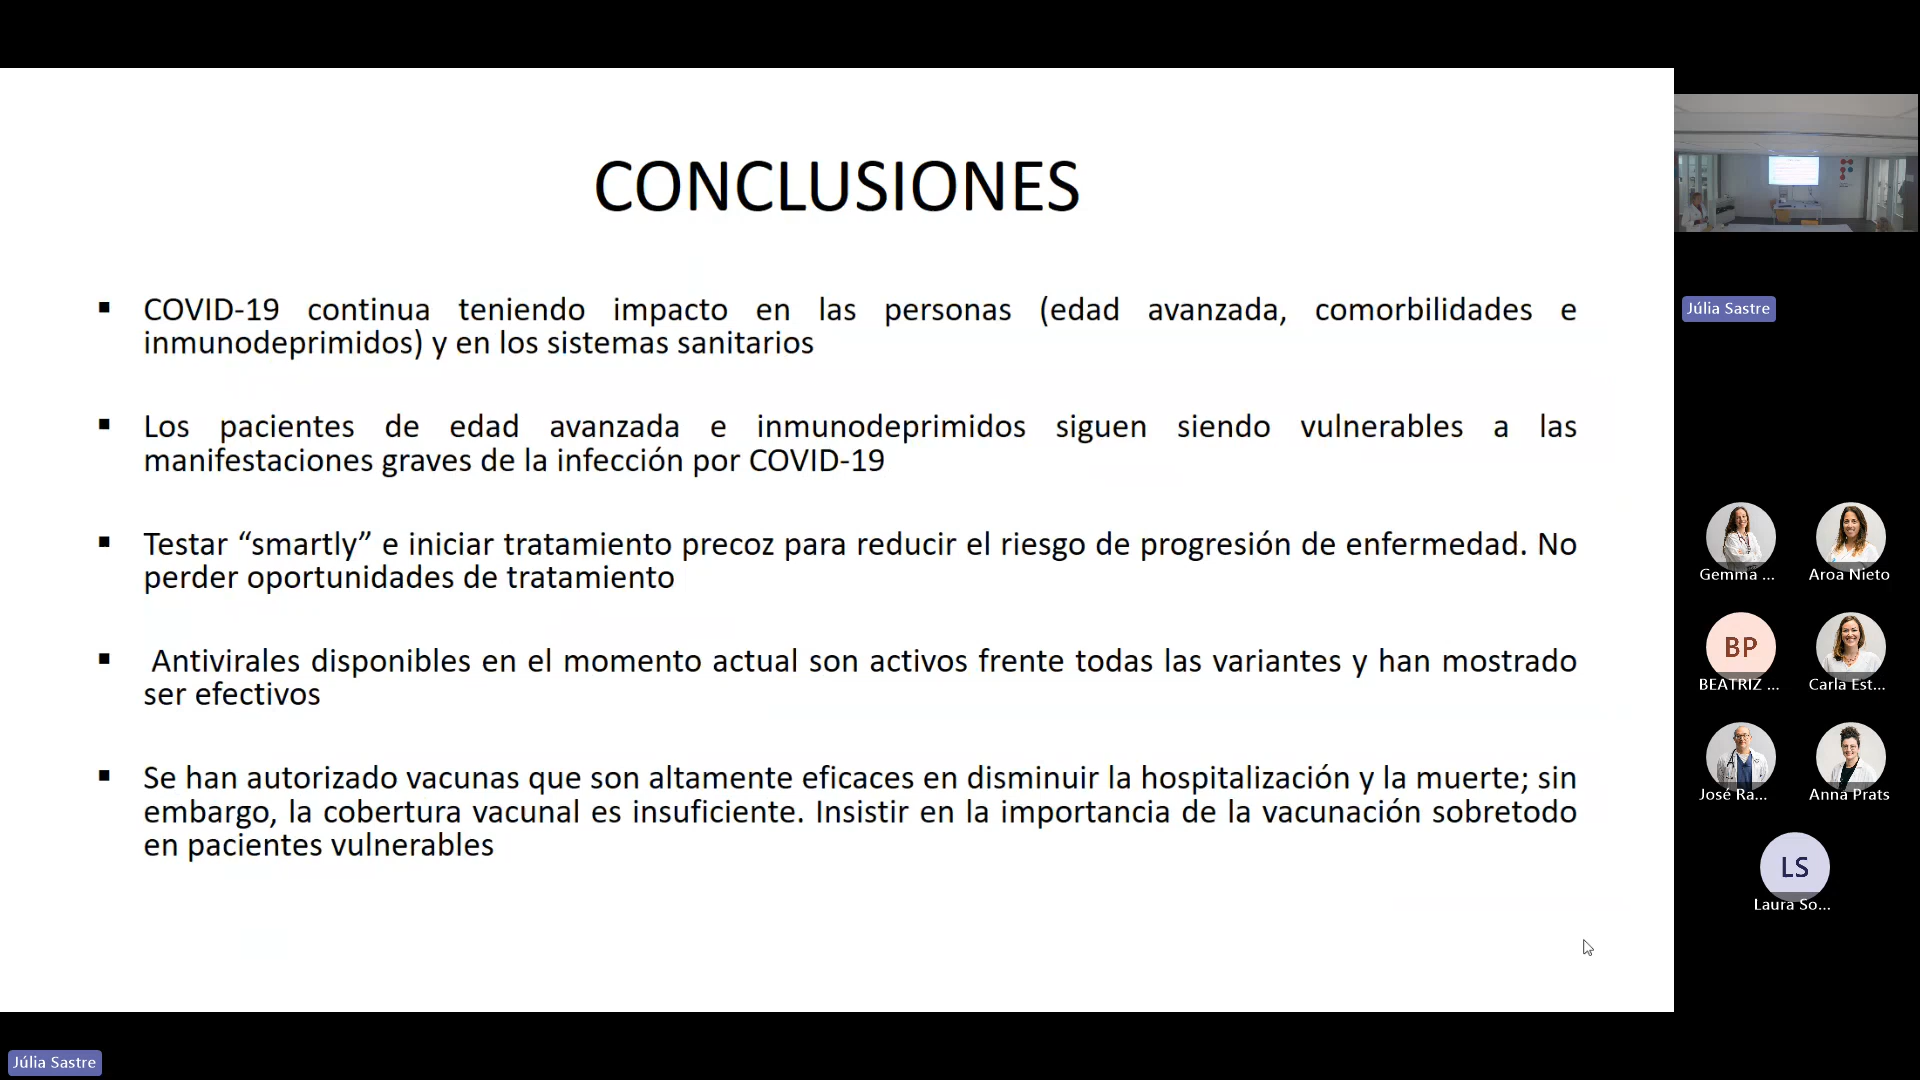 CONCLUSIONES
▪ COVID-19 continua teniendo impacto en las personas (edad avanzada, comorbilidades e
inmunodeprimidos) y en los sistemas sanitarios
▪ Los pacientes de edad avanzada e inmunodeprimidos siguen siendo vulnerables a las
manifestaciones graves de la infección por COVID-19
▪ Testar “smartly” e iniciar tratamiento precoz para reducir el riesgo de progresión de enfermedad. No
perder oportunidades de tratamiento
▪ Antivirales disponibles en el momento actual son activos frente todas las variantes y han mostrado
ser efectivos
▪ Se han autorizado vacunas que son altamente eficaces en disminuir la hospitalización y la muerte; sin
embargo, la cobertura vacunal es insuficiente. Insistir en la importancia de la vacunación sobretodo
en pacientes vulnerables
Júlia Sastre
Gemma ...
Aroa Nieto
BP
BEATRIZ ...
Carla Est...
José Ra...
Anna Prats
LS
Laura So...
Júlia Sastre